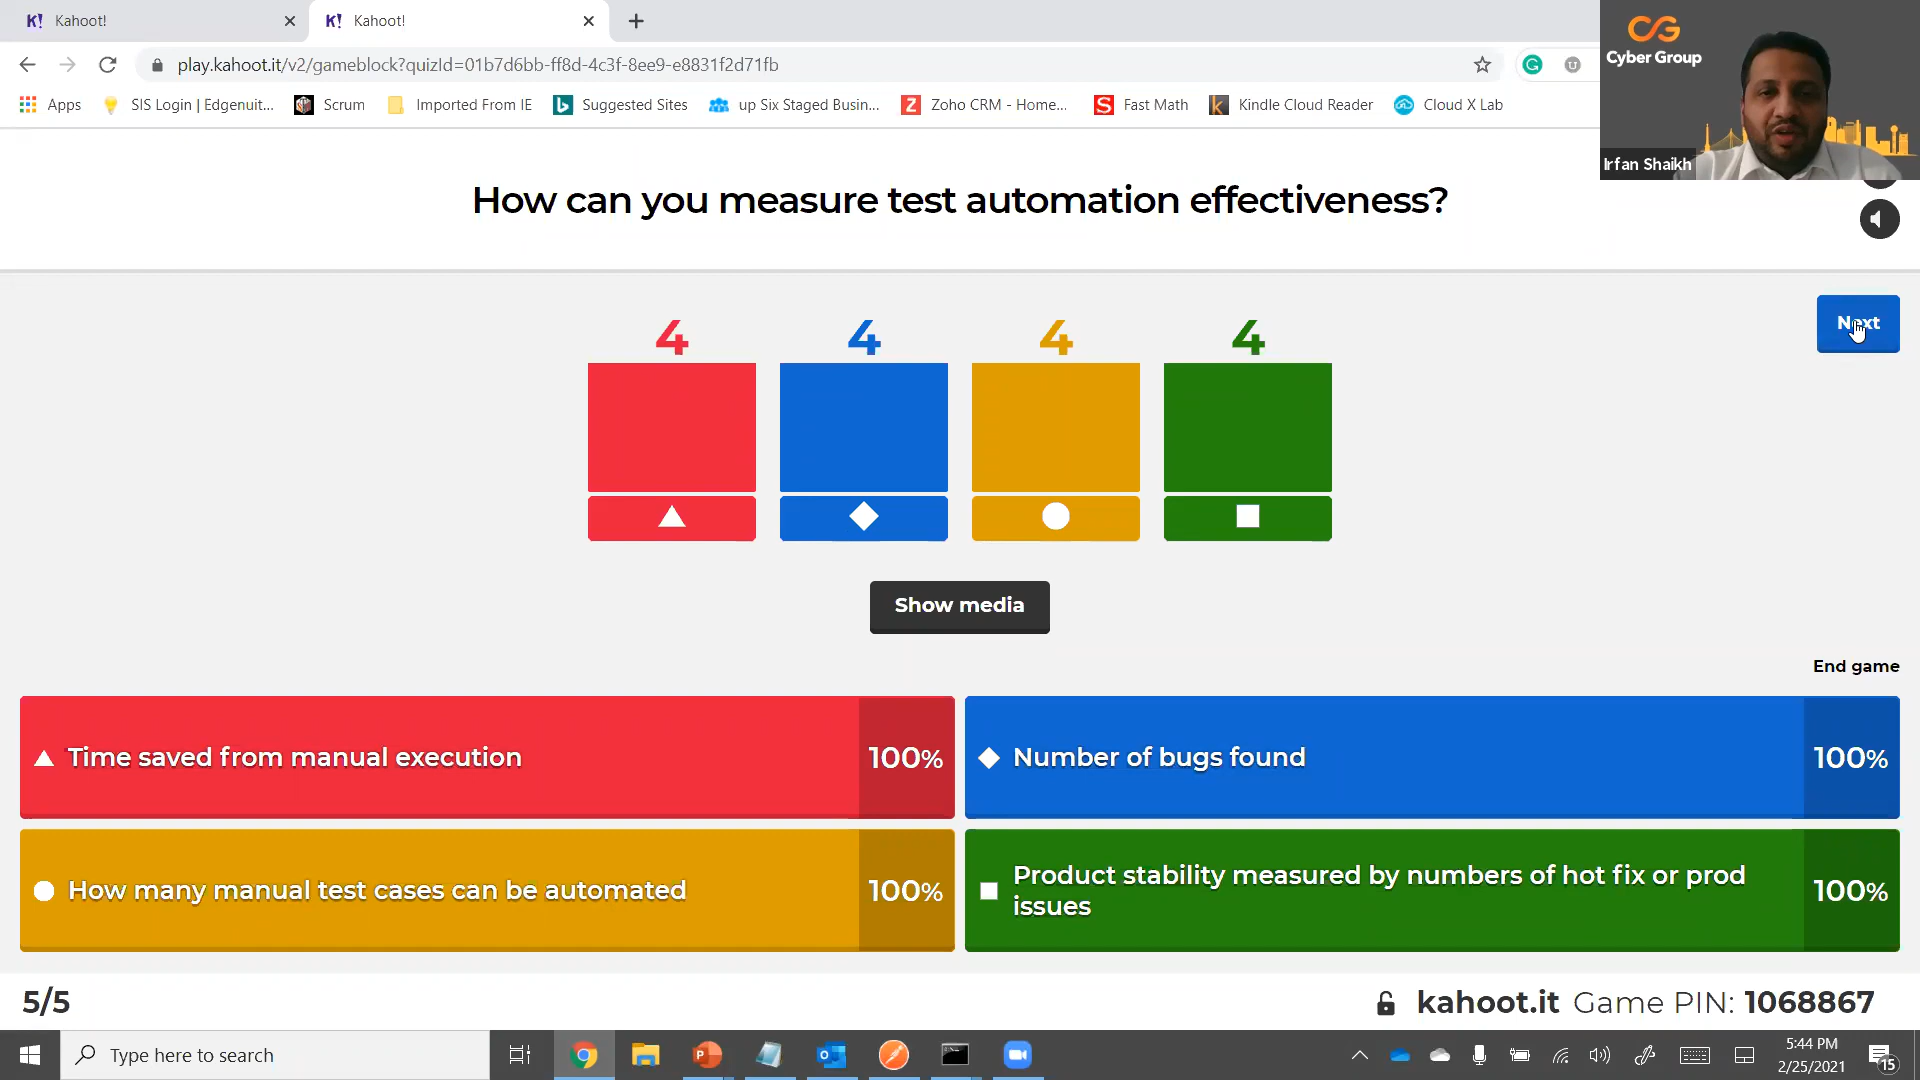 K! Kahoot!
K! Kahoot!
play.kahoot.it/v2/gameblock?quizId=01b7d6bb-ff8d-4c3f-8ee9-e8831f2d71fb
Apps SIS Login | Edgenuit... Scrum Imported From IE Suggested Sites up Six Staged Busin... Zoho CRM - Home... Fast Math Kindle Cloud Reader Cloud X Lab
Cyber Group
Irfan Shaikh
How can you measure test automation effectiveness?
Next
4 4 4 4
Show media
End game
Time saved from manual execution 100%
Number of bugs found 100%
How many manual test cases can be automated 100%
Product stability measured by numbers of hot fix or prod
issues 100%
5/5
kahoot.it Game PIN: 1068867
Type here to search
5:44 PM
2/25/2021
15